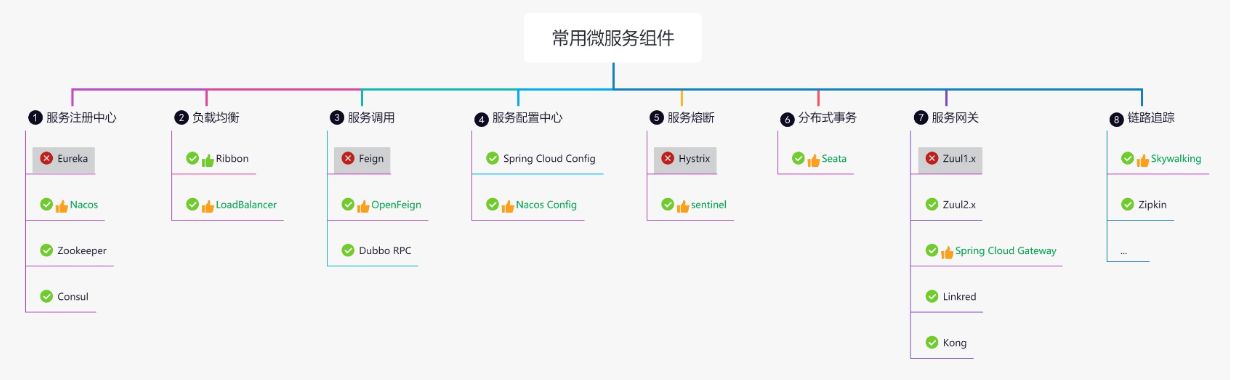 常用微服务组件
1 服务注册中心
Eureka
Nacos
Zookeeper
Consul
2 负载均衡
Ribbon
LoadBalancer
3 服务调用
Feign
OpenFeign
Dubbo RPC
4 服务配置中心
Spring Cloud Config
Nacos Config
5 服务熔断
Hystrix
sentinel
6 分布式事务
Seata
7 服务网关
Zuul1.x
Zuul2.x
Spring Cloud Gateway
Linkred
Kong
8 链路追踪
Skywalking
Zipkin
...